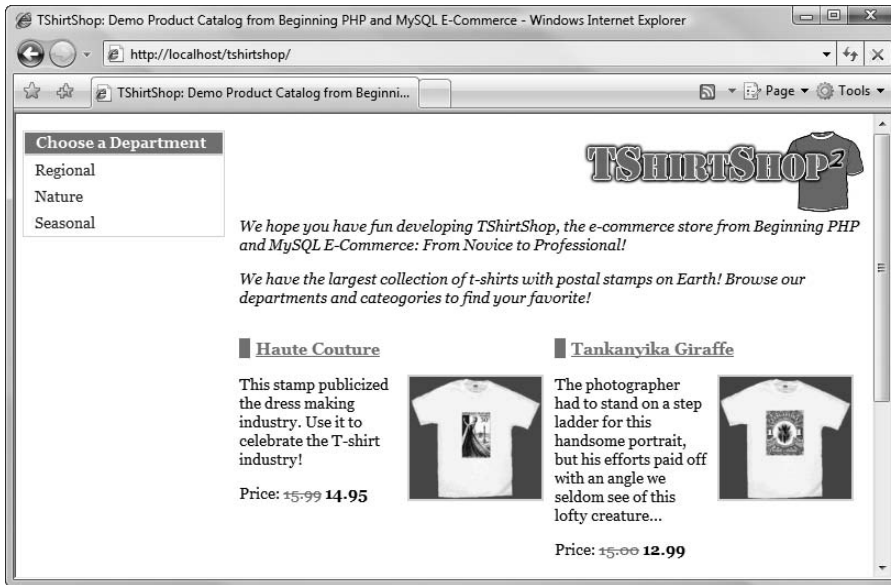 TShirtShop: Demo Product Catalog from Beginning PHP and MySQL E-Commerce - Windows Internet Explorer
http://localhost/tshirtshop/
TShirtShop: Demo Product Catalog from Beginni...
Page
Tools
Choose a Department
Regional
Nature
Seasonal
TSHIRTSHOP2
We hope you have fun developing TShirtShop, the e-commerce store from Beginning PHP
and MySQL E-Commerce: From Novice to Professional!
We have the largest collection of t-shirts with postal stamps on Earth! Browse our
departments and cateogories to find your favorite!
Haute Couture
This stamp publicized
the dress making
industry. Use it to
celebrate the T-shirt
industry!
Price: 15.99 14.95
Tankanyika Giraffe
The photographer
had to stand on a step
ladder for this
handsome portrait,
but his efforts paid off
with an angle we
seldom see of this
lofty creature...
Price: 15.00 12.99